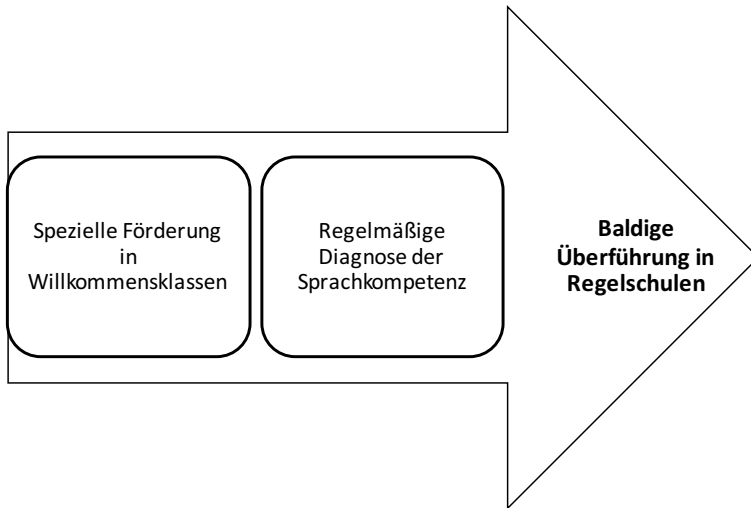 Spezielle Förderung
in
Willkommensklassen
Regelmäßige
Diagnose der
Sprachkompetenz
Baldige
Überführung in
Regelschulen